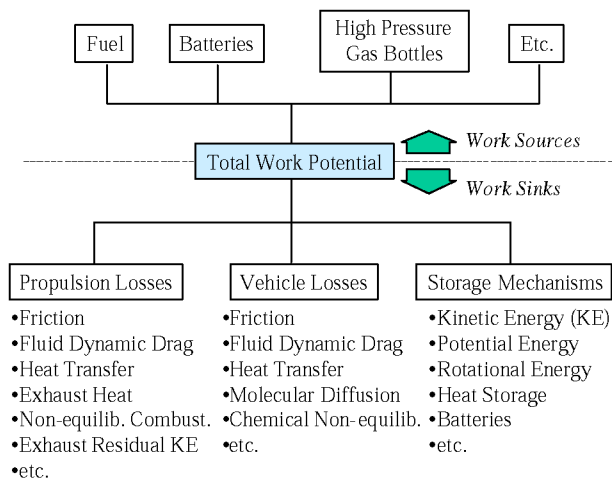 Fuel
Batteries
High Pressure
Gas Bottles
Etc.
Total Work Potential
Work Sources
Work Sinks
Propulsion Losses
•Friction
•Fluid Dynamic Drag
•Heat Transfer
•Exhaust Heat
•Non-equilib. Combust.
•Exhaust Residual KE
•etc.
Vehicle Losses
•Friction
•Fluid Dynamic Drag
•Heat Transfer
•Molecular Diffusion
•Chemical Non-equilib.
•etc.
Storage Mechanisms
•Kinetic Energy (KE)
•Potential Energy
•Rotational Energy
•Heat Storage
•Batteries
•etc.